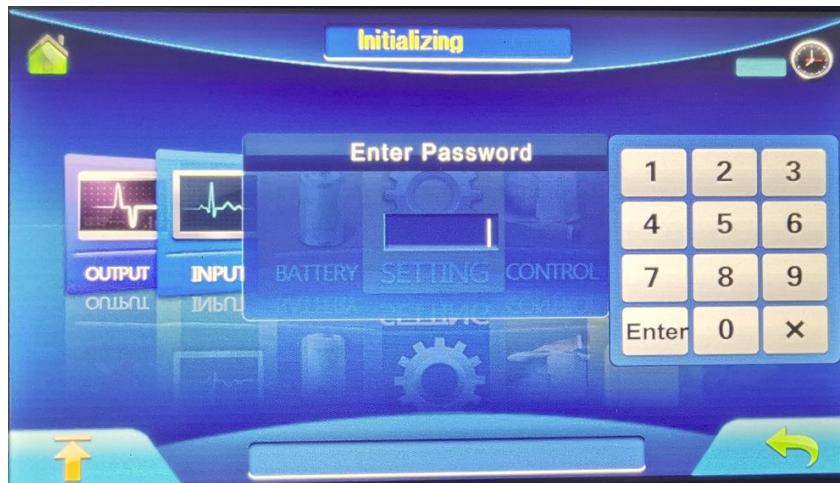 Initializing
Enter Password
1 2 3
4 5 6
7 8 9
Enter 0 ×
OUTPUT INPUT BATTERY SETTING CONTROL